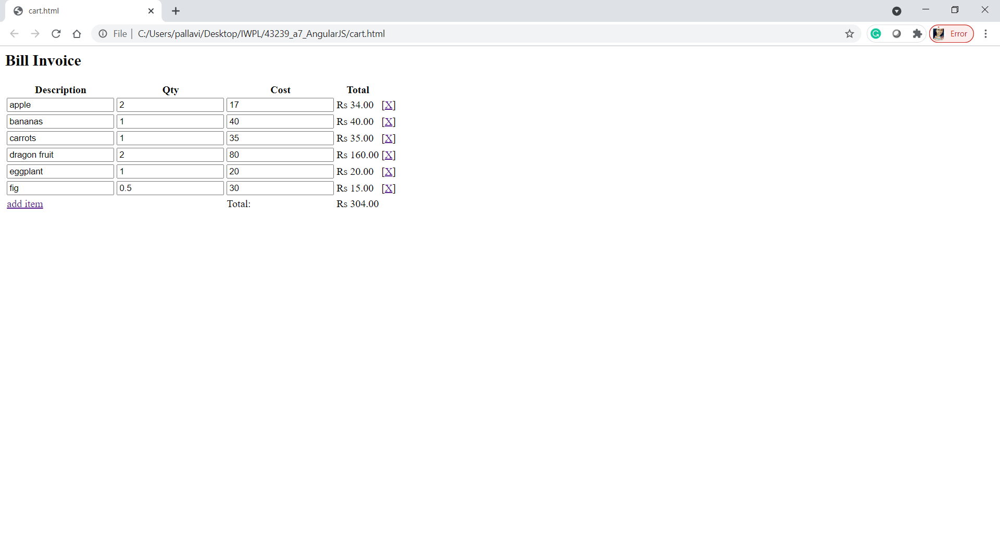 cart.html
File C:/Users/pallavi/Desktop/IWPL/43239_a7_AngularJS/cart.html Error
Bill Invoice
Description Qty Cost Total
apple 2 17 Rs 34.00 [X]
bananas 1 40 Rs 40.00 [X]
carrots 1 35 Rs 35.00 [X]
dragon fruit 2 80 Rs 160.00 [X]
eggplant 1 20 Rs 20.00 [X]
fig 0.5 30 Rs 15.00 [X]
add item Total: Rs 304.00